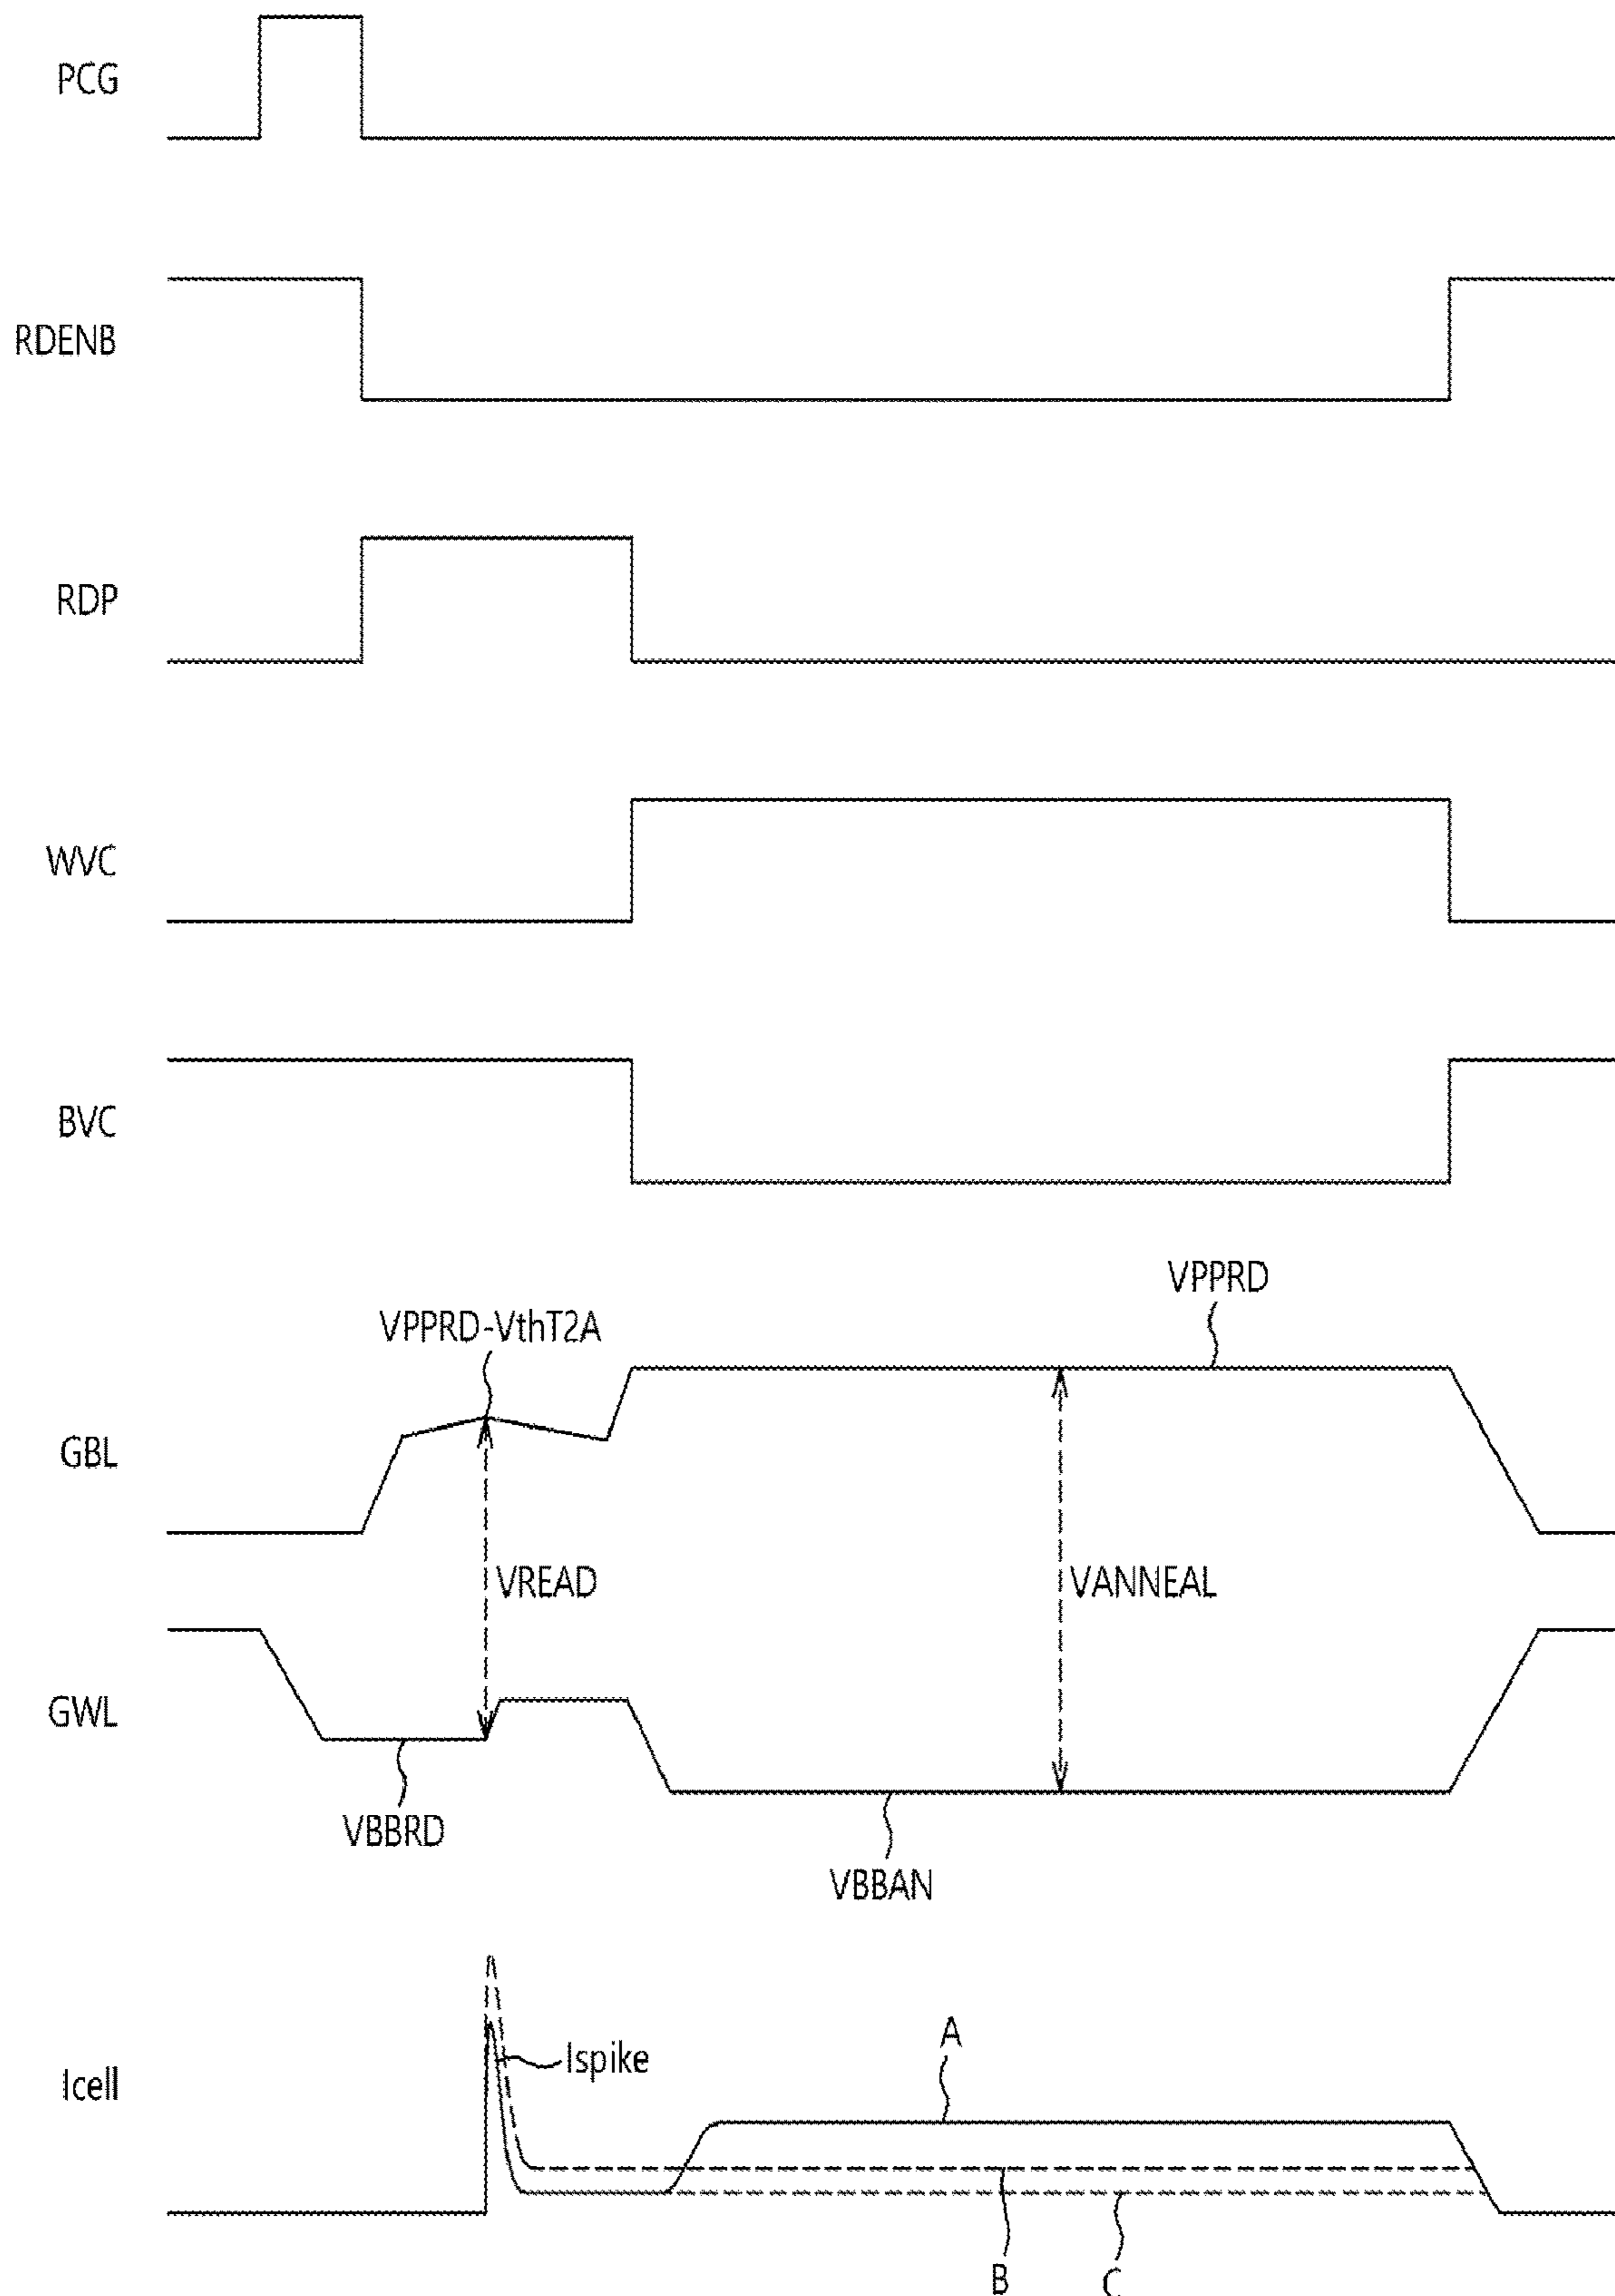 PCG
RDENB
RDP
WVC
BVC
VPPRD
VPPRD-VthT2A
GBL
VREAD
VANNEAL
GWL
VBBRD
VBBAN
A
Ispike
Icell
B
C